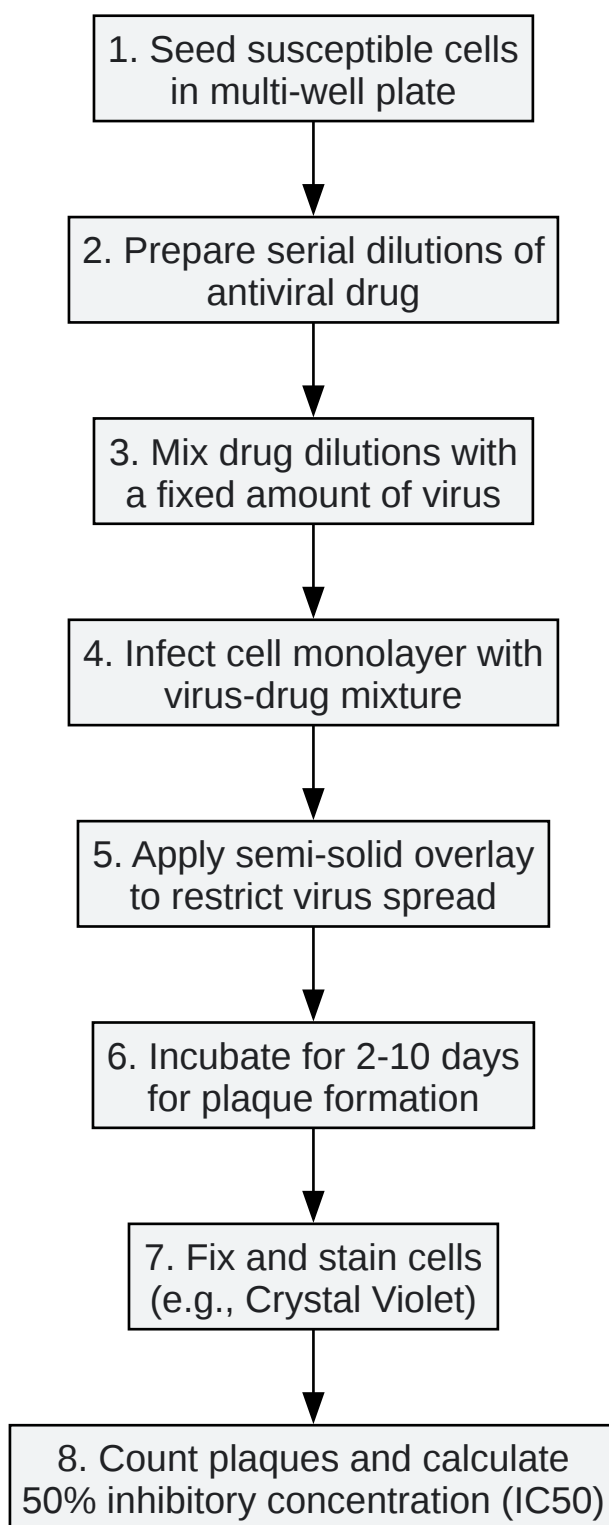 1. Seed susceptible cells
in multi-well plate
2. Prepare serial dilutions of
antiviral drug
3. Mix drug dilutions with
a fixed amount of virus
4. Infect cell monolayer with
virus-drug mixture
5. Apply semi-solid overlay
to restrict virus spread
6. Incubate for 2-10 days
for plaque formation
7. Fix and stain cells
(e.g., Crystal Violet)
8. Count plaques and calculate
50% inhibitory concentration (IC50)